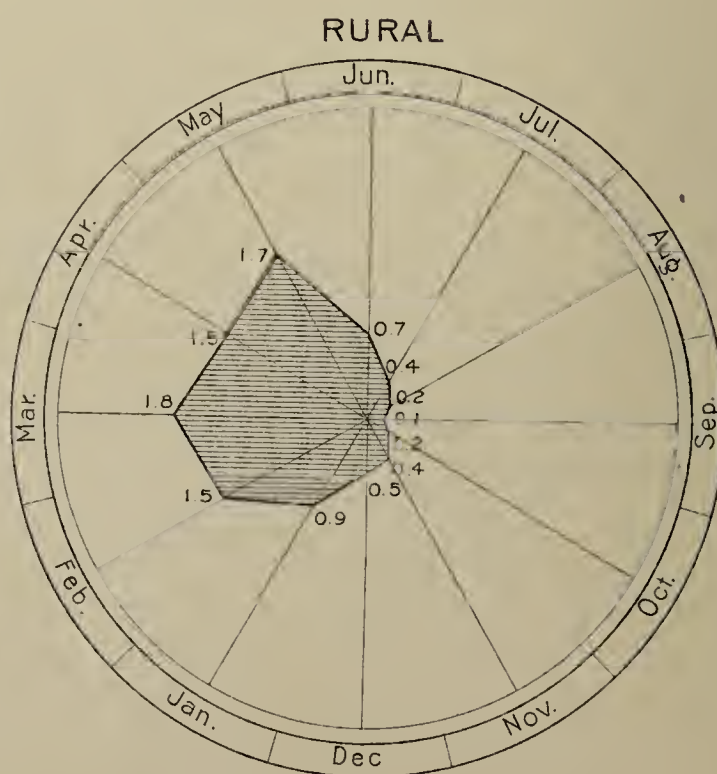 RURAL
Jun.
Jul.
Aug.
Sep.
Oct.
Nov.
Dec
Jan.
Feb.
Mar.
Apr.
May
1.7
0.7
1.5
0.4
0.2
1.8
0.1
0.2
0.4
1.5
0.5
0.9